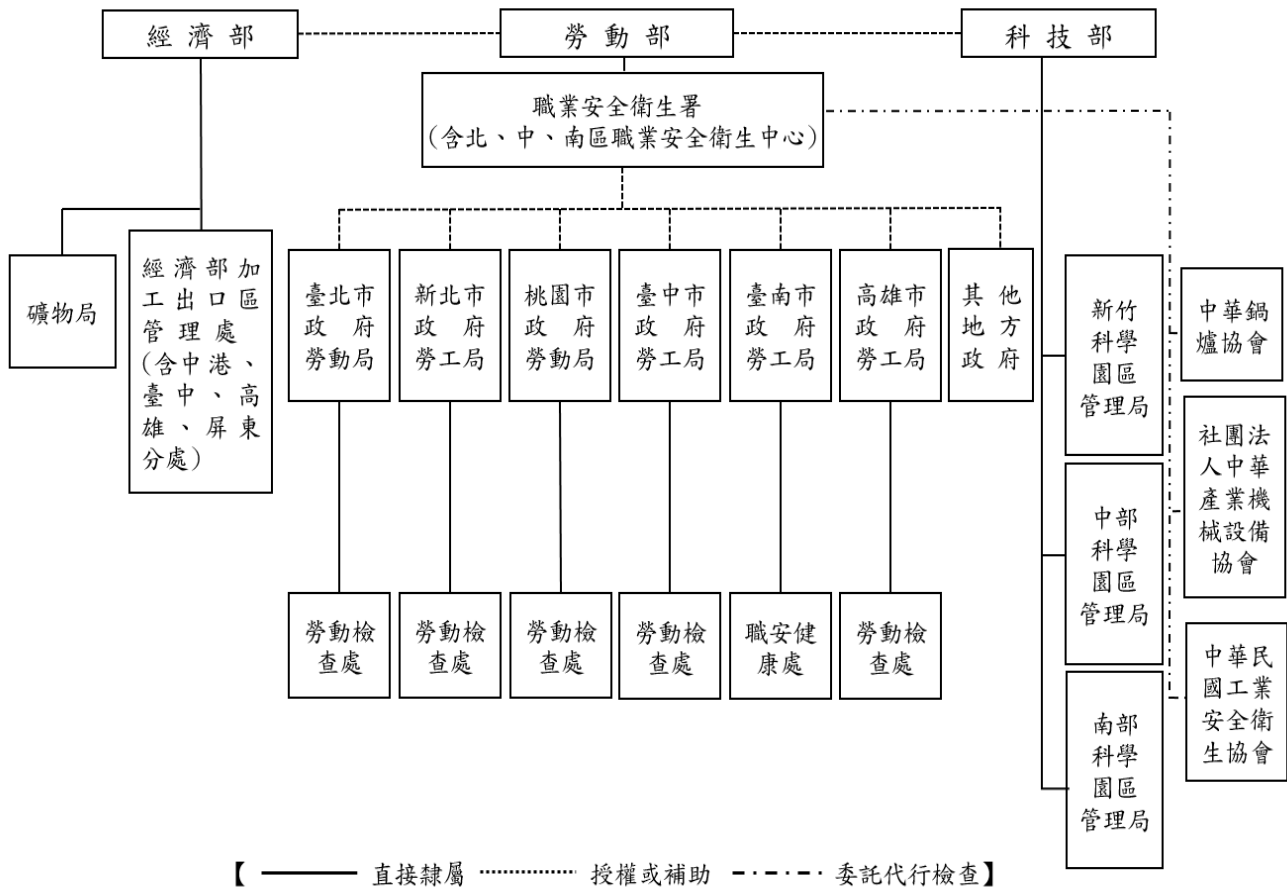 經濟部
勞動部
科技部
職業安全衛生署
(含北、中、南區職業安全衛生中心)
礦物局
經濟部加
工出口區
管理處
(含中港、
臺中、高
雄、屏東
分處)
臺北市
政府
勞動局
新北市
政府
勞工局
桃園市
政府
勞動局
臺中市
政府
勞工局
臺南市
政府
勞工局
高雄市
政府
勞工局
其他
地方
政府
勞動檢
查處
勞動檢
查處
勞動檢
查處
勞動檢
查處
職安健
康處
勞動檢
查處
新竹
科學
園區
管理局
中部
科學
園區
管理局
南部
科學
園區
管理局
中華鍋
爐協會
社團法
人中華
產業機
械設備
協會
中華民
國工業
安全衛
生協會
【 直接隸屬 授權或補助 委託代行檢查】